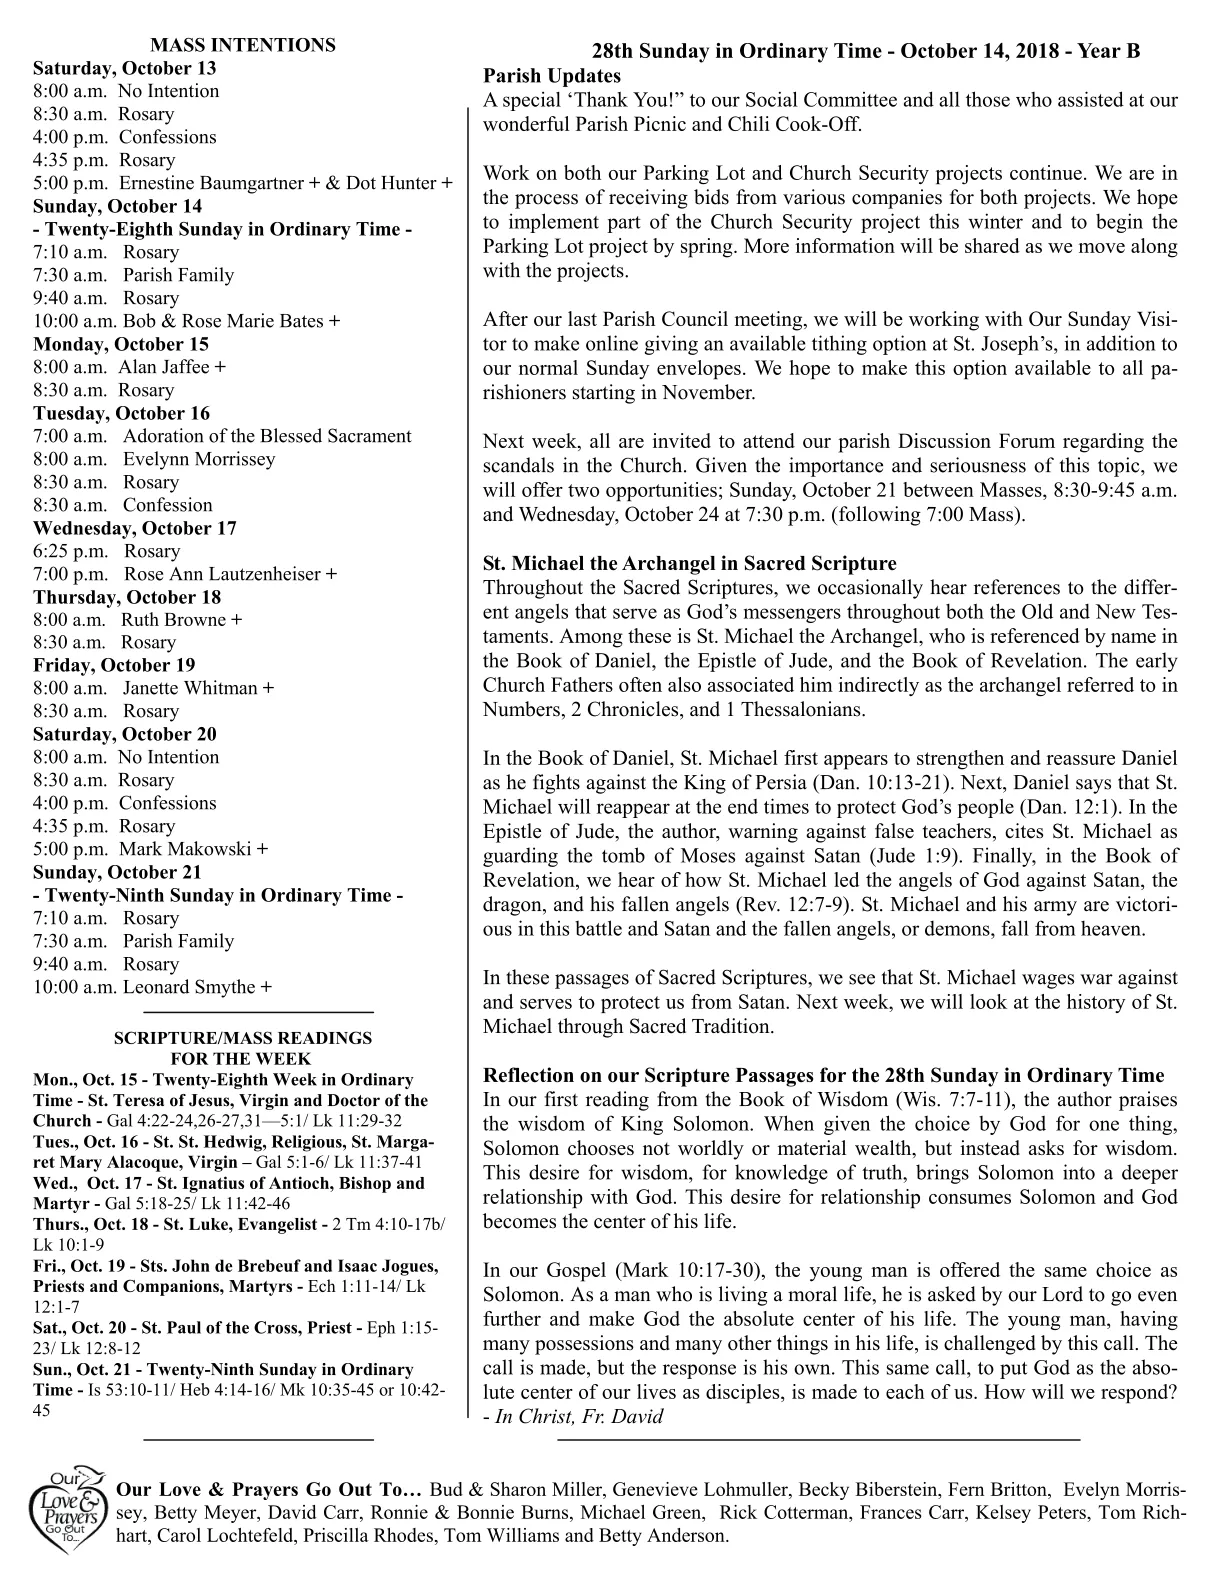 MASS INTENTIONS
Saturday, October 13
8:00 a.m.  No Intention
8:30 a.m.  Rosary
4:00 p.m.  Confessions
4:35 p.m.  Rosary
5:00 p.m.  Ernestine Baumgartner + & Dot Hunter +
Sunday, October 14
- Twenty-Eighth Sunday in Ordinary Time -
7:10 a.m.   Rosary
7:30 a.m.   Parish Family
9:40 a.m.   Rosary
10:00 a.m. Bob & Rose Marie Bates +
Monday, October 15
8:00 a.m.  Alan Jaffee +
8:30 a.m.  Rosary
Tuesday, October 16
7:00 a.m.   Adoration of the Blessed Sacrament
8:00 a.m.   Evelynn Morrissey
8:30 a.m.   Rosary
8:30 a.m.   Confession
Wednesday, October 17
6:25 p.m.   Rosary
7:00 p.m.   Rose Ann Lautzenheiser +
Thursday, October 18
8:00 a.m.   Ruth Browne +
8:30 a.m.   Rosary
Friday, October 19
8:00 a.m.   Janette Whitman +
8:30 a.m.   Rosary
Saturday, October 20
8:00 a.m.  No Intention
8:30 a.m.  Rosary
4:00 p.m.  Confessions
4:35 p.m.  Rosary
5:00 p.m.  Mark Makowski +
Sunday, October 21
- Twenty-Ninth Sunday in Ordinary Time -
7:10 a.m.   Rosary
7:30 a.m.   Parish Family
9:40 a.m.   Rosary
10:00 a.m. Leonard Smythe +
SCRIPTURE/MASS READINGS
FOR THE WEEK
Mon., Oct. 15 - Twenty-Eighth Week in Ordinary
Time - St. Teresa of Jesus, Virgin and Doctor of the
Church - Gal 4:22-24,26-27,31—5:1/ Lk 11:29-32
Tues., Oct. 16 - St. St. Hedwig, Religious, St. Marga-
ret Mary Alacoque, Virgin – Gal 5:1-6/ Lk 11:37-41
Wed.,  Oct. 17 - St. Ignatius of Antioch, Bishop and
Martyr - Gal 5:18-25/ Lk 11:42-46
Thurs., Oct. 18 - St. Luke, Evangelist - 2 Tm 4:10-17b/
Lk 10:1-9
Fri., Oct. 19 - Sts. John de Brebeuf and Isaac Jogues,
Priests and Companions, Martyrs - Ech 1:11-14/ Lk
12:1-7
Sat., Oct. 20 - St. Paul of the Cross, Priest - Eph 1:15-
23/ Lk 12:8-12
Sun., Oct. 21 - Twenty-Ninth Sunday in Ordinary
Time - Is 53:10-11/ Heb 4:14-16/ Mk 10:35-45 or 10:42-
45
28th Sunday in Ordinary Time - October 14, 2018 - Year B
Parish Updates
A special ‘Thank You!” to our Social Committee and all those who assisted at our
wonderful Parish Picnic and Chili Cook-Off.
Work on both our Parking Lot and Church Security projects continue. We are in
the process of receiving bids from various companies for both projects. We hope
to implement part of the Church Security project this winter and to begin the
Parking Lot project by spring. More information will be shared as we move along
with the projects.
After our last Parish Council meeting, we will be working with Our Sunday Visi-
tor to make online giving an available tithing option at St. Joseph’s, in addition to
our normal Sunday envelopes. We hope to make this option available to all pa-
rishioners starting in November.
Next week, all are invited to attend our parish Discussion Forum regarding the
scandals in the Church. Given the importance and seriousness of this topic, we
will offer two opportunities; Sunday, October 21 between Masses, 8:30-9:45 a.m.
and Wednesday, October 24 at 7:30 p.m. (following 7:00 Mass).
St. Michael the Archangel in Sacred Scripture
Throughout the Sacred Scriptures, we occasionally hear references to the differ-
ent angels that serve as God’s messengers throughout both the Old and New Tes-
taments. Among these is St. Michael the Archangel, who is referenced by name in
the Book of Daniel, the Epistle of Jude, and the Book of Revelation. The early
Church Fathers often also associated him indirectly as the archangel referred to in
Numbers, 2 Chronicles, and 1 Thessalonians.
In the Book of Daniel, St. Michael first appears to strengthen and reassure Daniel
as he fights against the King of Persia (Dan. 10:13-21). Next, Daniel says that St.
Michael will reappear at the end times to protect God’s people (Dan. 12:1). In the
Epistle of Jude, the author, warning against false teachers, cites St. Michael as
guarding the tomb of Moses against Satan (Jude 1:9). Finally, in the Book of
Revelation, we hear of how St. Michael led the angels of God against Satan, the
dragon, and his fallen angels (Rev. 12:7-9). St. Michael and his army are victori-
ous in this battle and Satan and the fallen angels, or demons, fall from heaven.
In these passages of Sacred Scriptures, we see that St. Michael wages war against
and serves to protect us from Satan. Next week, we will look at the history of St.
Michael through Sacred Tradition.
Reflection on our Scripture Passages for the 28th Sunday in Ordinary Time
In our first reading from the Book of Wisdom (Wis. 7:7-11), the author praises
the wisdom of King Solomon. When given the choice by God for one thing,
Solomon chooses not worldly or material wealth, but instead asks for wisdom.
This desire for wisdom, for knowledge of truth, brings Solomon into a deeper
relationship with God. This desire for relationship consumes Solomon and God
becomes the center of his life.
In our Gospel (Mark 10:17-30), the young man is offered the same choice as
Solomon. As a man who is living a moral life, he is asked by our Lord to go even
further and make God the absolute center of his life. The young man, having
many possessions and many other things in his life, is challenged by this call. The
call is made, but the response is his own. This same call, to put God as the abso-
lute center of our lives as disciples, is made to each of us. How will we respond?
- In Christ, Fr. David
Our
Love &
Prayers
Go Out
To...
Our Love & Prayers Go Out To… Bud & Sharon Miller, Genevieve Lohmuller, Becky Biberstein, Fern Britton,  Evelyn Morris-
sey, Betty Meyer, David Carr, Ronnie & Bonnie Burns, Michael Green,  Rick Cotterman, Frances Carr, Kelsey Peters, Tom Rich-
hart, Carol Lochtefeld, Priscilla Rhodes, Tom Williams and Betty Anderson.